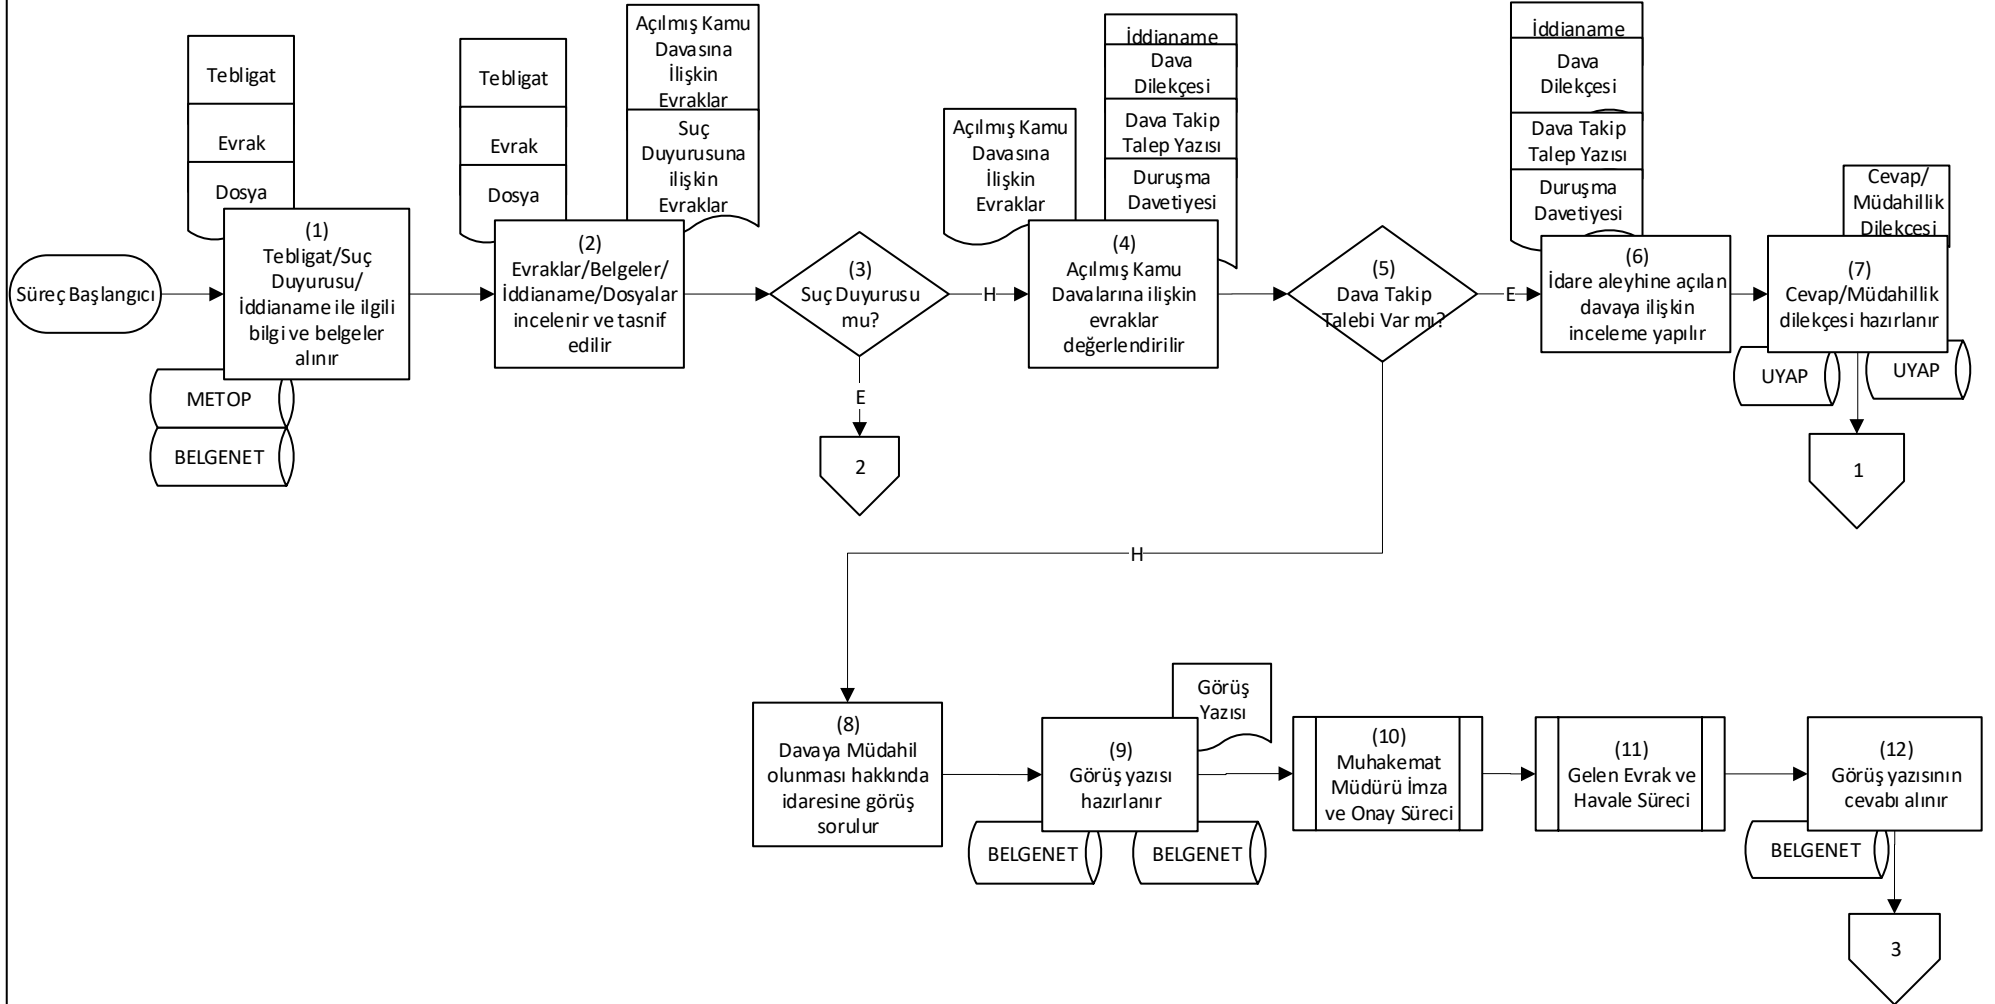 Süreç Başlangıcı
Tebligat
Evrak
Dosya
(1)
Tebligat/Suç
Duyurusu/
İddianame ile ilgili
bilgi ve belgeler
alınır
METOP
BELGENET
Tebligat
Evrak
Dosya
Açılmış Kamu
Davasına
İlişkin
Evraklar
Suç
Duyurusuna
ilişkin
Evraklar
(2)
Evraklar/Belgeler/
İddianame/Dosyalar
incelenir ve tasnif
edilir
(3)
Suç Duyurusu
mu?
H
E
2
Açılmış Kamu
Davasına
İlişkin
Evraklar
İddianame
Dava
Dilekçesi
Dava Takip
Talep Yazısı
Duruşma
Davetiyesi
(4)
Açılmış Kamu
Davalarına ilişkin
evraklar
değerlendirilir
(5)
Dava Takip
Talebi Var mı?
E
H
İddianame
Dava
Dilekçesi
Dava Takip
Talep Yazısı
Duruşma
Davetiyesi
(6)
İdare aleyhine açılan
davaya ilişkin
inceleme yapılır
UYAP
Cevap/
Müdahillik
Dilekçesi
(7)
Cevap/Müdahillik
dilekçesi hazırlanır
UYAP
1
(8)
Davaya Müdahil
olunması hakkında
idaresine görüş
sorulur
BELGENET
Görüş
Yazısı
(9)
Görüş yazısı
hazırlanır
BELGENET
(10)
Muhakemat
Müdürü İmza
ve Onay Süreci
(11)
Gelen Evrak ve
Havale Süreci
(12)
Görüş yazısının
cevabı alınır
BELGENET
3